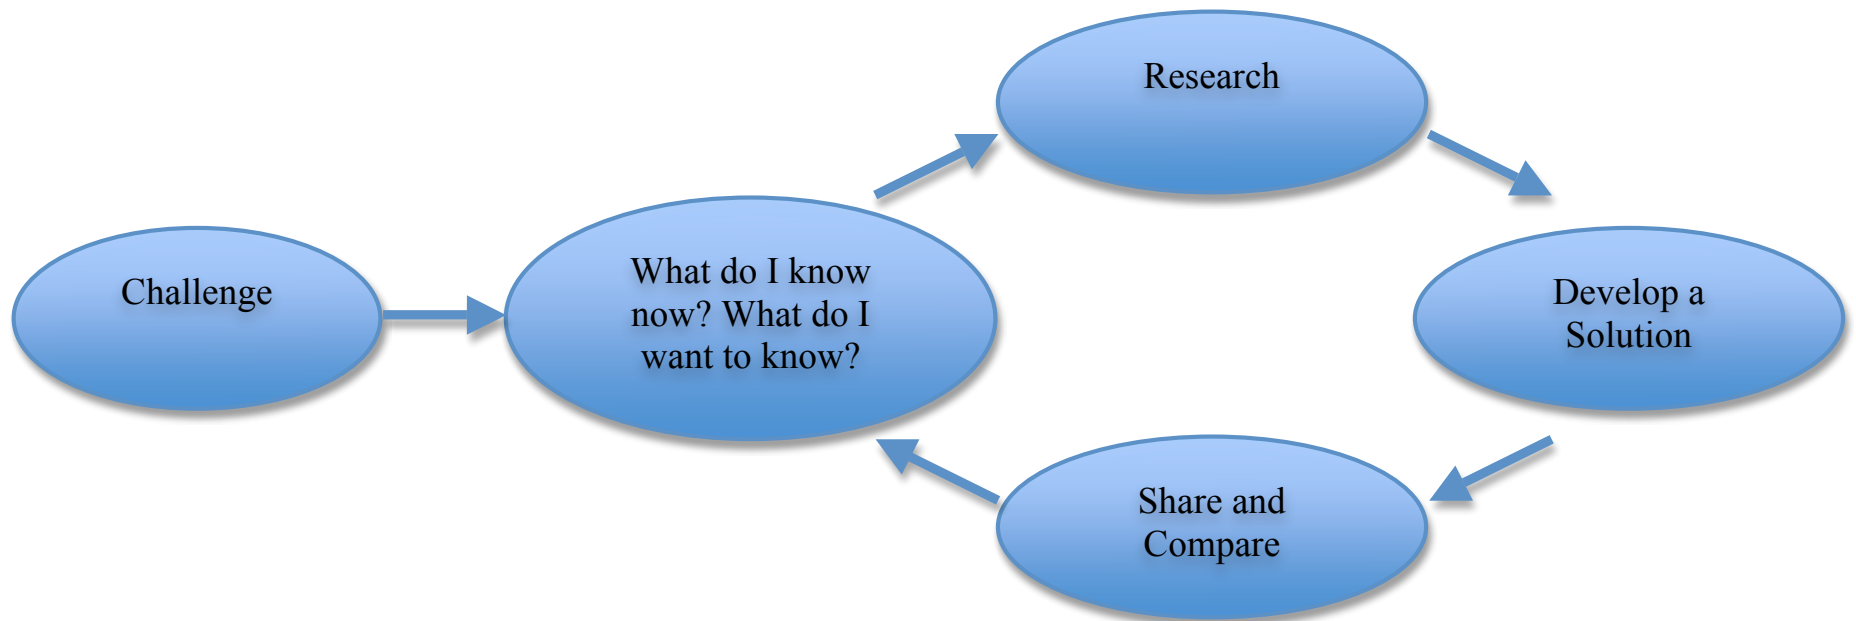 Challenge
What do I know
now? What do I
want to know?
Research
Develop a
Solution
Share and
Compare